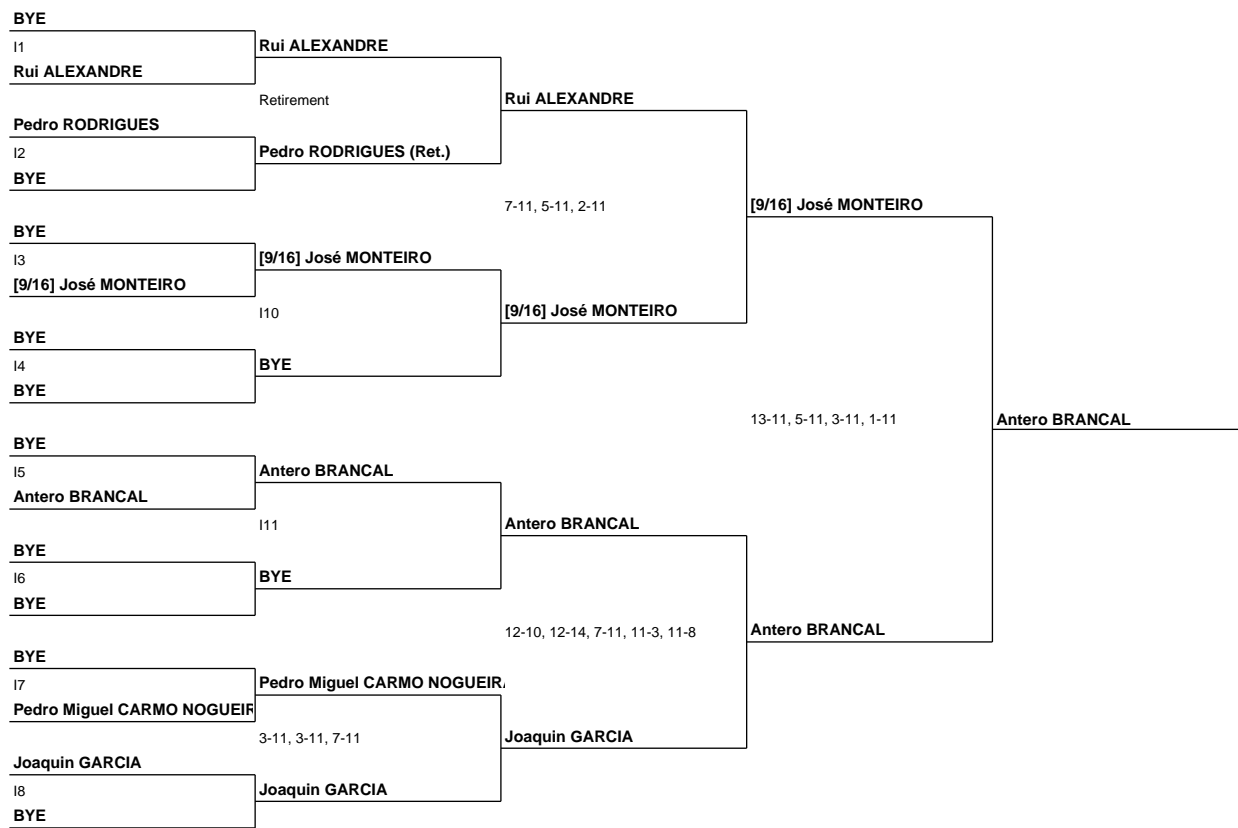 BYE
I1
Rui ALEXANDRE
Rui ALEXANDRE
Retirement
Rui ALEXANDRE
Pedro RODRIGUES
I2
Pedro RODRIGUES (Ret.)
BYE
7-11, 5-11, 2-11
[9/16] José MONTEIRO
BYE
I3
[9/16] José MONTEIRO
[9/16] José MONTEIRO
I10
[9/16] José MONTEIRO
BYE
I4
BYE
BYE
13-11, 5-11, 3-11, 1-11
Antero BRANCAL
BYE
I5
Antero BRANCAL
Antero BRANCAL
I11
Antero BRANCAL
BYE
I6
BYE
BYE
12-10, 12-14, 7-11, 11-3, 11-8
Antero BRANCAL
BYE
I7
Pedro Miguel CARMO NOGUEIRA
Pedro Miguel CARMO NOGUEIR
3-11, 3-11, 7-11
Joaquin GARCIA
Joaquin GARCIA
I8
Joaquin GARCIA
BYE